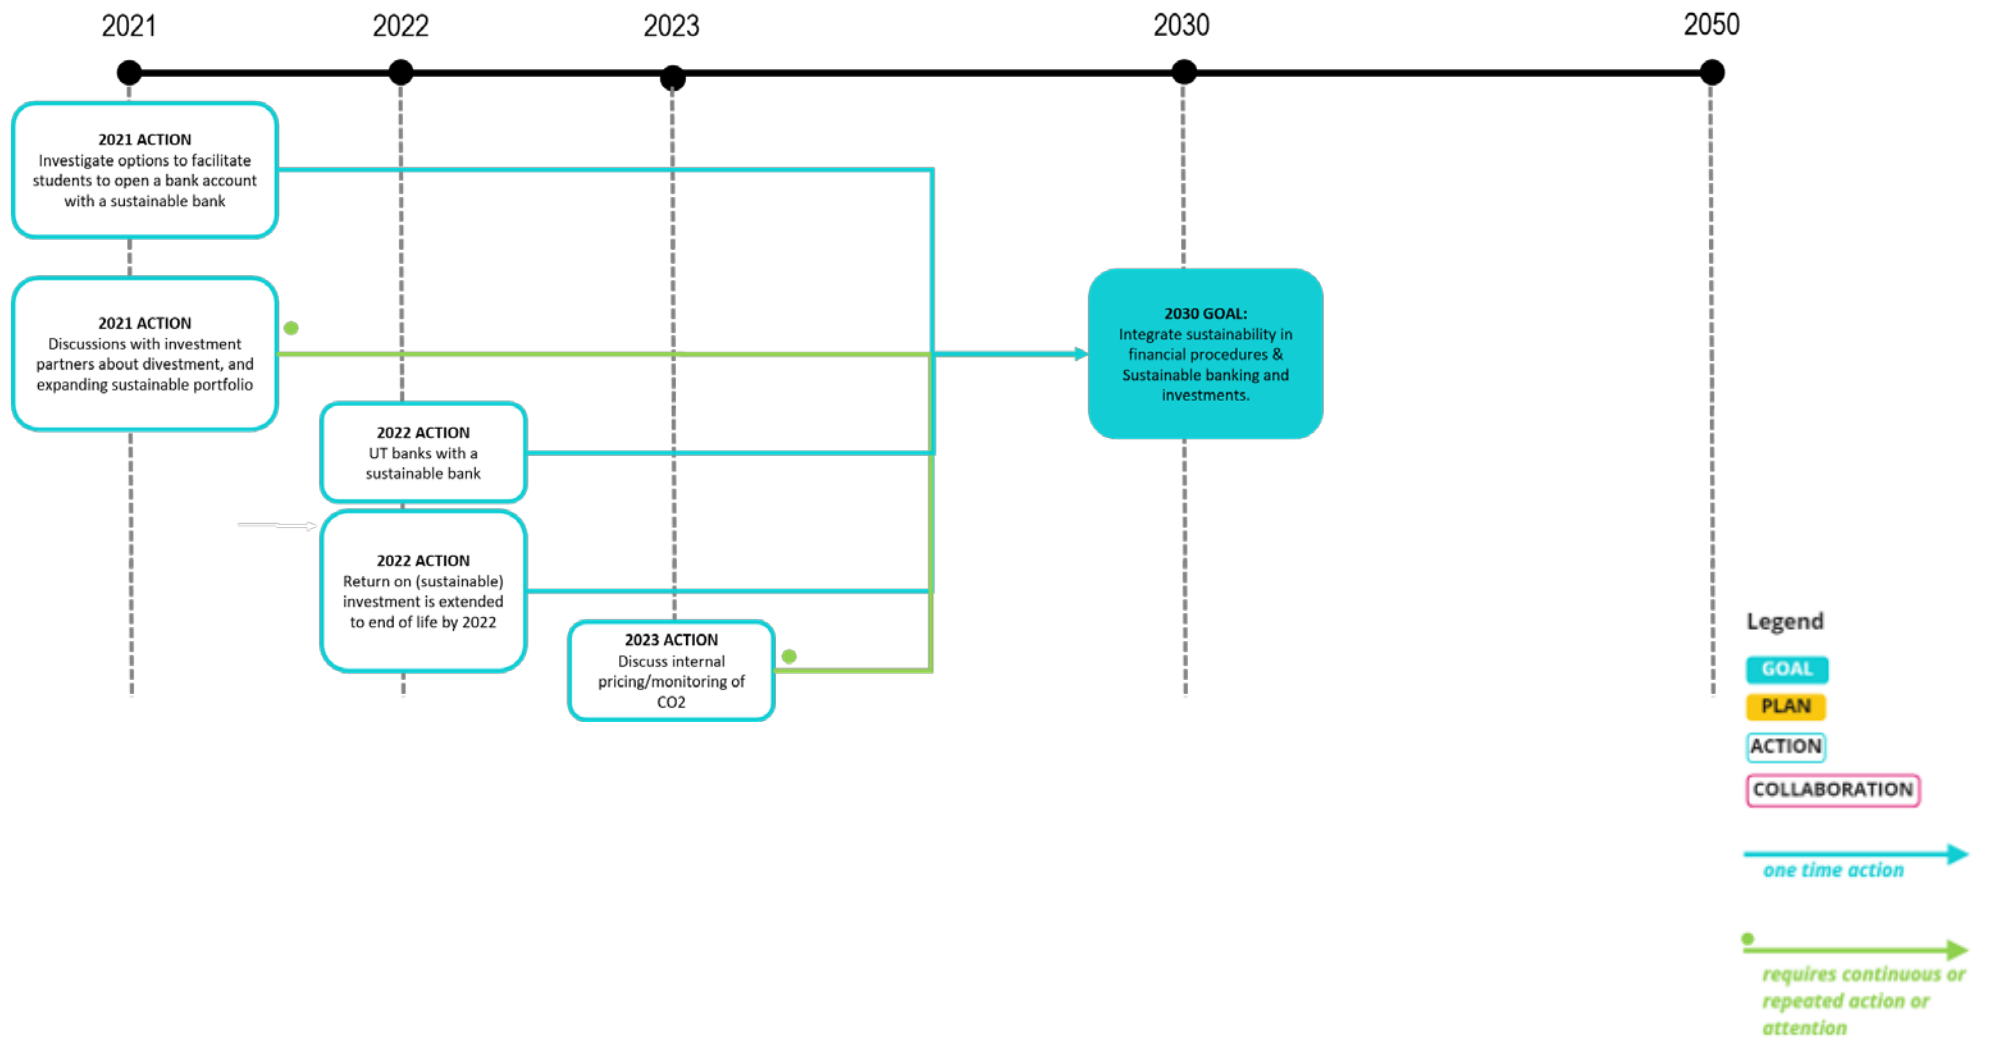 2021
2022
2023
2030
2050
2021 ACTION
Investigate options to facilitate
students to open a bank account
with a sustainable bank
2021 ACTION
Discussions with investment
partners about divestment, and
expanding sustainable portfolio
2022 ACTION
UT banks with a
sustainable bank
2022 ACTION
Return on (sustainable)
investment is extended
to end of life by 2022
2023 ACTION
Discuss internal
pricing/monitoring of
CO2
2030 GOAL:
Integrate sustainability in
financial procedures &
Sustainable banking and
investments.
Legend
GOAL
PLAN
ACTION
COLLABORATION
one time action
requires continuous or
repeated action or
attention